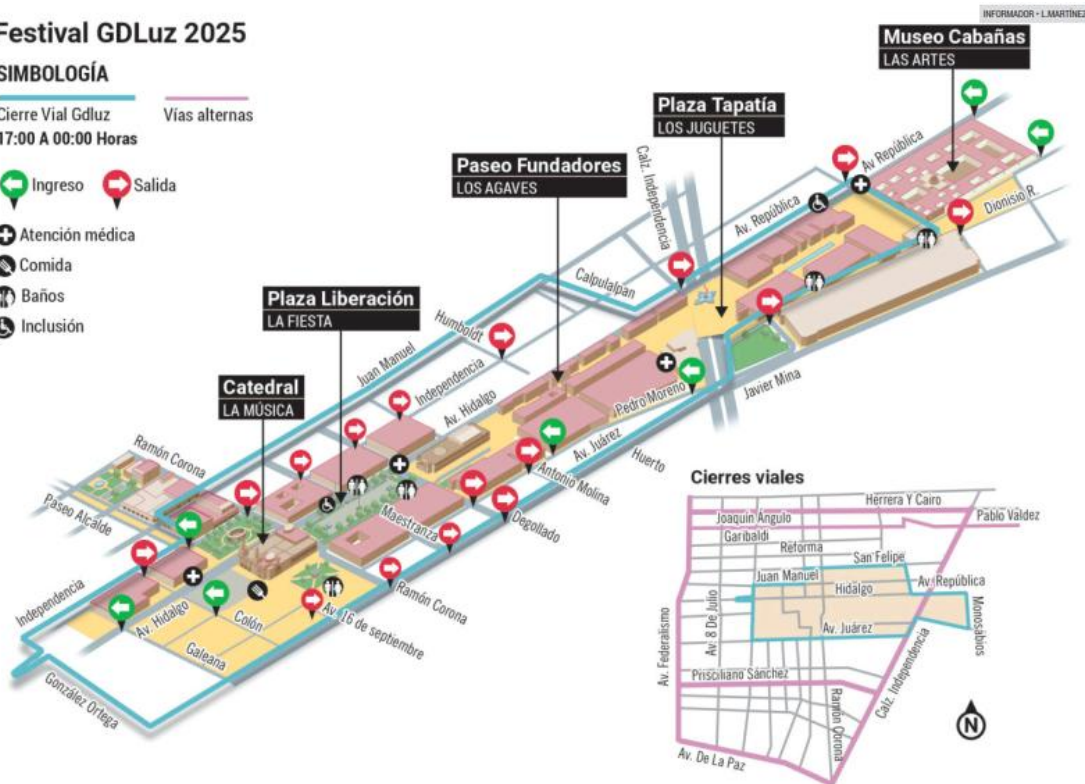 Festival GDLuz 2025
INFORMADOR • L.MARTÍNEZ
SIMBOLOGÍA
Cierre Vial Gdluz
17:00 A 00:00 Horas
Vías alternas
Ingreso
Salida
Atención médica
Comida
Baños
Inclusión
Museo Cabañas
LAS ARTES
Plaza Tapatía
LOS JUGUETES
Paseo Fundadores
LOS AGAVES
Plaza Liberación
LA FIESTA
Catedral
LA MÚSICA
Av República
Dionisio R.
Calz. Independencia
Av. República
Calpulalpan
Humboldt
Juan Manuel
Independencia
Av. Hidalgo
Pedro Moreno
Javier Mina
Av. Juárez
Huerto
Antonio Molina
Degollado
Maestranza
Ramón Corona
Ramón Corona
Paseo Alcalde
Independencia
Av. Hidalgo
Colón
Galeana
Av. 16 de septiembre
González Ortega
Cierres viales
Herrera Y Cairo
Joaquín Ángulo
Pablo Valdez
Garibaldi
Reforma
San Felipe
Juan Manuel
Hidalgo
Av. República
Av. 8 De Julio
Av. Juárez
Monosabios
Av. Federalismo
Prisciliano Sánchez
Calz. Independencia
Ramón Corona
Av. De La Paz
N